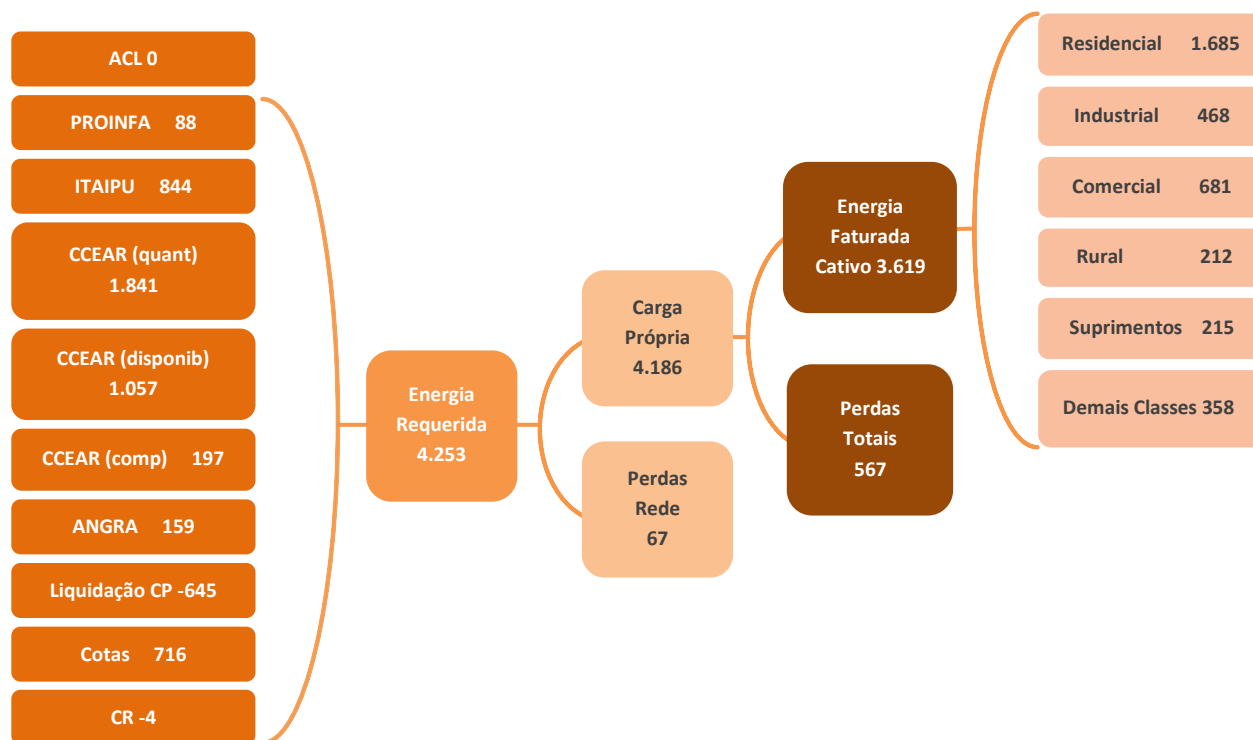 ACL 0
PROINFA 88
ITAIPU 844
CCEAR (quant)
1.841
CCEAR (disponib)
1.057
CCEAR (comp) 197
ANGRA 159
Liquidação CP -645
Cotas 716
CR -4
Energia
Requerida
4.253
Carga
Própria
4.186
Perdas
Rede
67
Energia
Faturada
Cativo 3.619
Perdas
Totais
567
Residencial 1.685
Industrial 468
Comercial 681
Rural 212
Suprimentos 215
Demais Classes 358